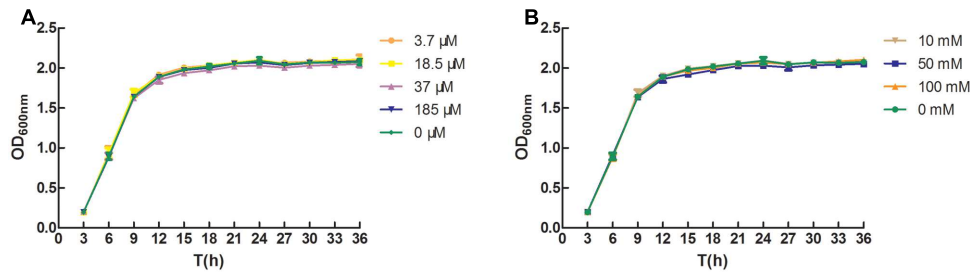 A
2.5
2.0
1.5
1.0
0.5
0.0
OD600nm
0 3 6 9 12 15 18 21 24 27 30 33 36
T(h)
3.7 µM
18.5 µM
37 µM
185 µM
0 µM
B
2.5
2.0
1.5
1.0
0.5
0.0
OD600nm
0 3 6 9 12 15 18 21 24 27 30 33 36
T(h)
10 mM
50 mM
100 mM
0 mM